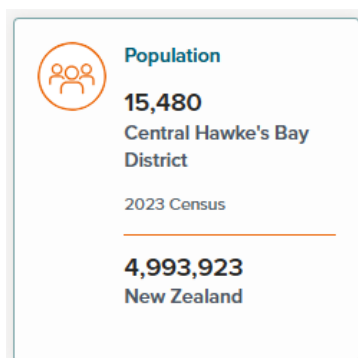 Population
15,480
Central Hawke's Bay
District
2023 Census
4,993,923
New Zealand